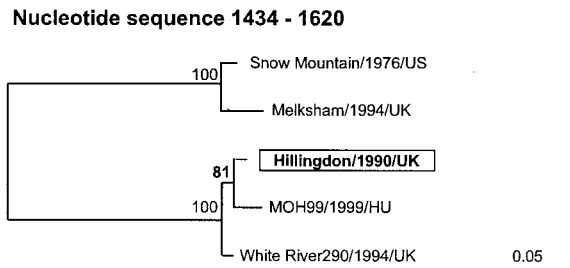 Nucleotide sequence 1434 - 1620
Snow Mountain/1976/US
100
Melksham/1994/UK
Hillingdon/1990/UK
81
100
MOH99/1999/HU
White River290/1994/UK
0.05